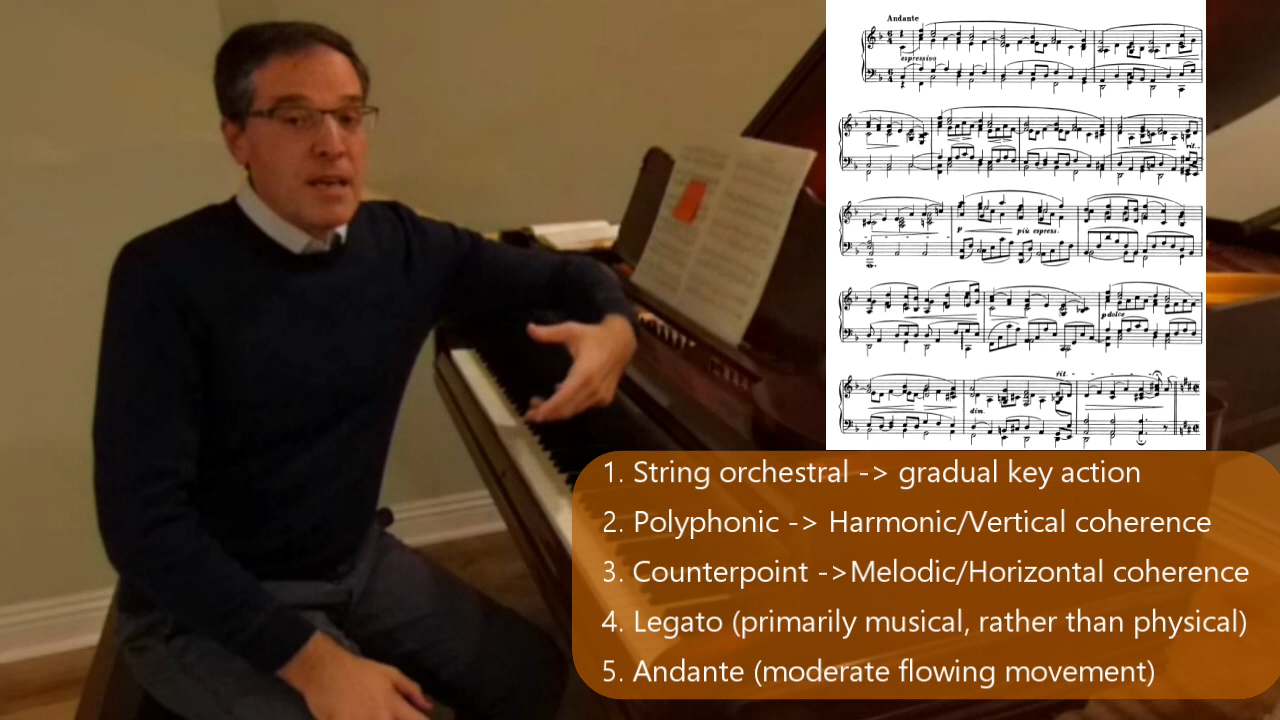 Andante
espressivo
rit.
p
più espress.
p dolce
rit.
dim.
1. String orchestral -> gradual key action
2. Polyphonic -> Harmonic/Vertical coherence
3. Counterpoint ->Melodic/Horizontal coherence
4. Legato (primarily musical, rather than physical)
5. Andante (moderate flowing movement)